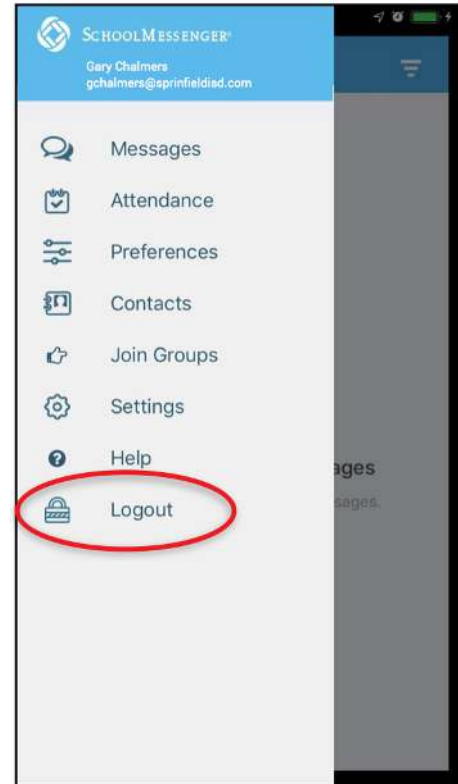 SCHOOLMESSENGER®
Gary Chalmers
gchalmers@sprinfieldisd.com
Messages
Attendance
Preferences
Contacts
Join Groups
Settings
Help
ages
sages.
Logout